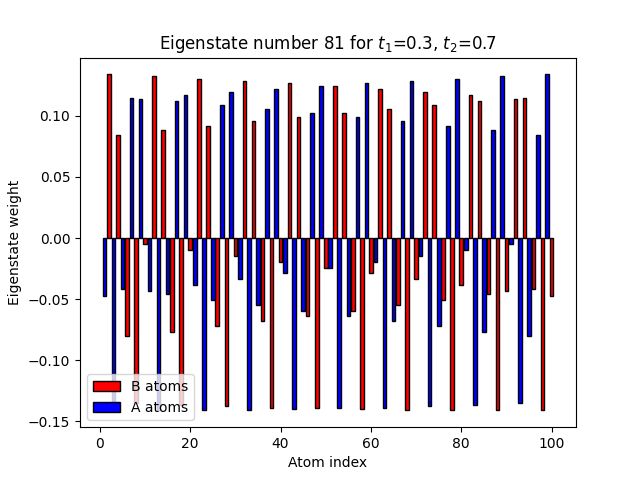 Eigenstate number 81 for t₁=0.3, t₂=0.7
Eigenstate weight
0.10
0.05
0.00
−0.05
−0.10
−0.15
B atoms
A atoms
0 20 40 60 80 100
Atom index